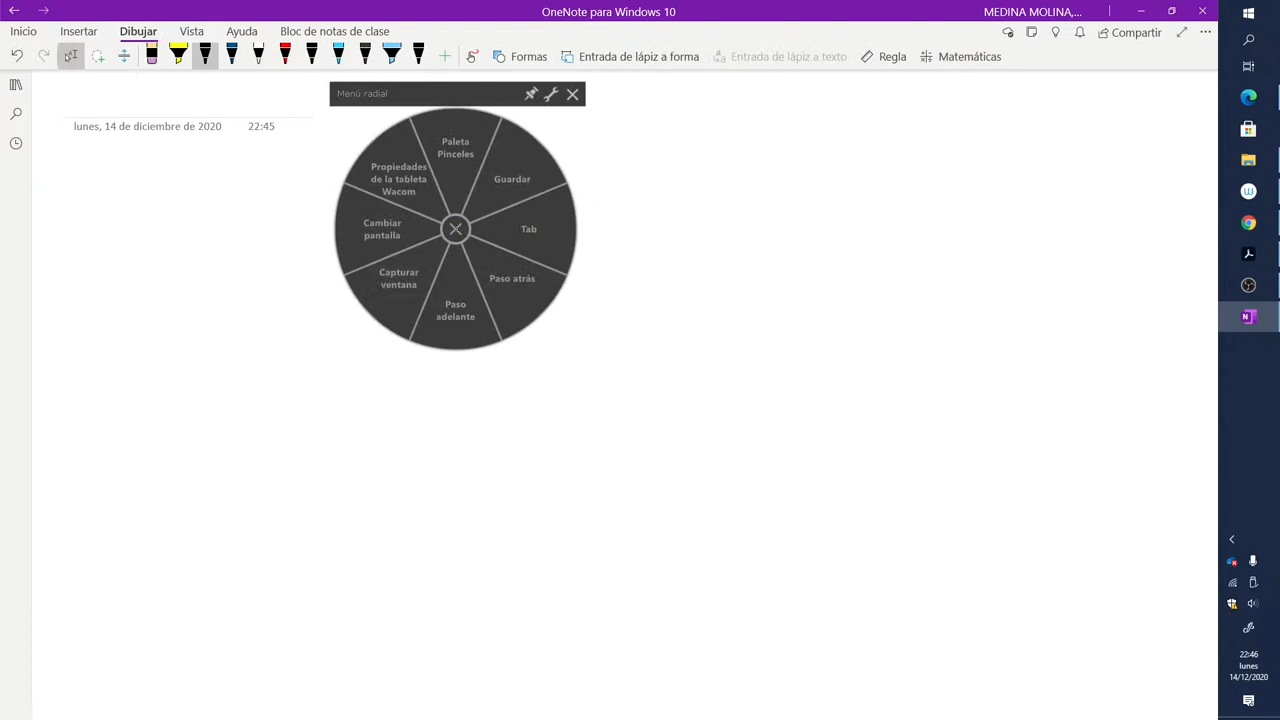 OneNote para Windows 10
MEDINA MOLINA,...
Inicio
Insertar
Dibujar
Vista
Ayuda
Bloc de notas de clase
Compartir
Formas
Entrada de lápiz a forma
Entrada de lápiz a texto
Regla
Matemáticas
Menú radial
lunes, 14 de diciembre de 2020
22:45
Paleta
Pinceles
Propiedades
de la tableta
Wacom
Guardar
Cambiar
pantalla
Tab
Capturar
ventana
Paso atrás
Paso
adelante
22:46
lunes
14/12/2020